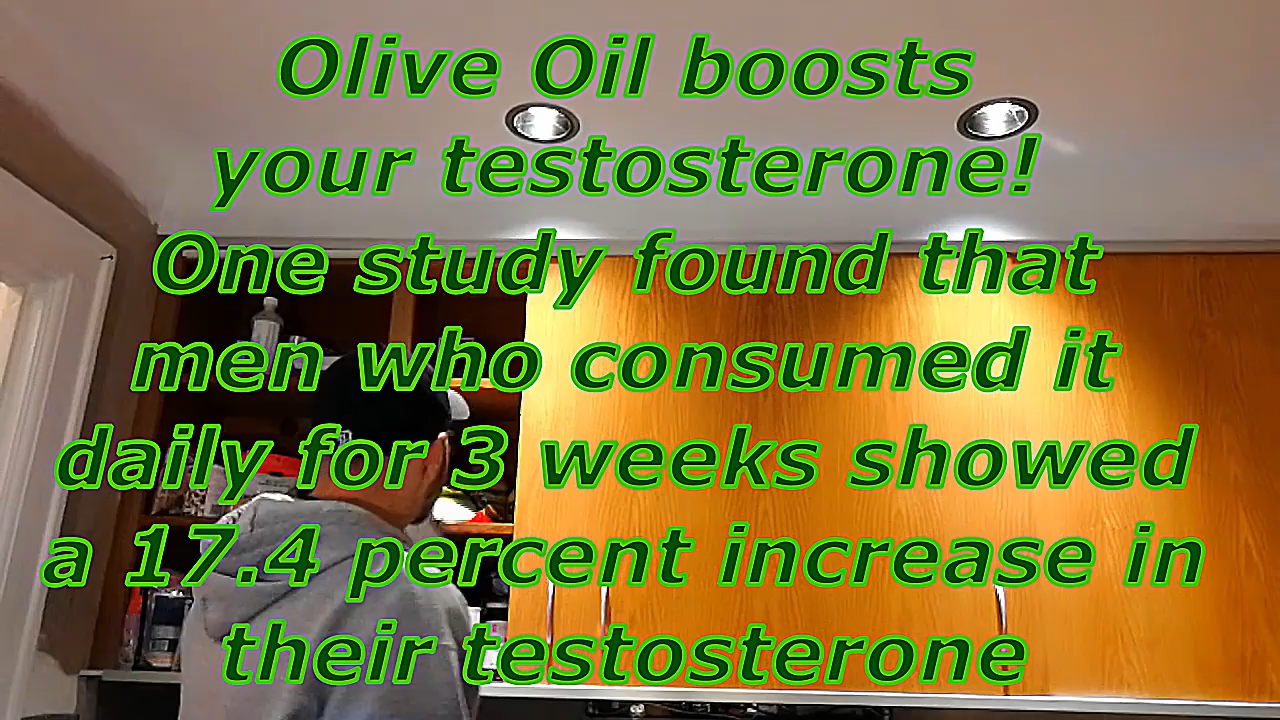 Olive Oil boosts
your testosterone!
One study found that
men who consumed it
daily for 3 weeks showed
a 17.4 percent increase in
their testosterone